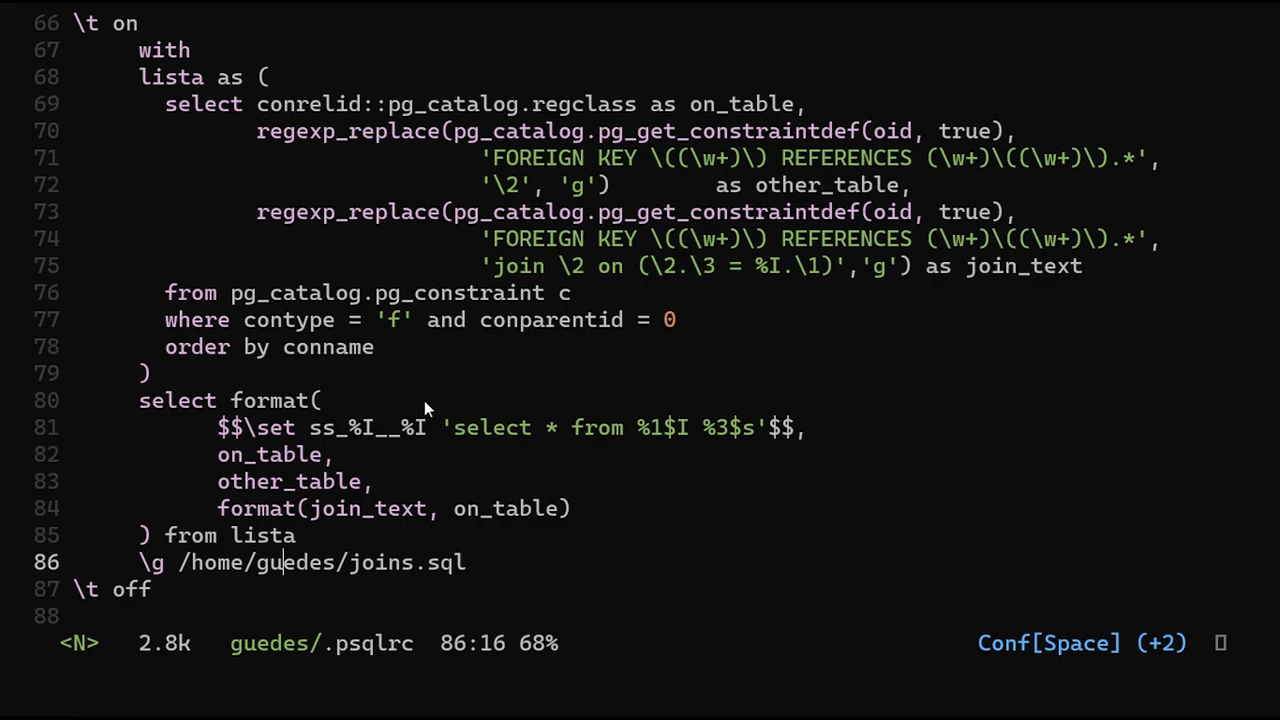 66 \t on
67      with
68      lista as (
69        select conrelid::pg_catalog.regclass as on_table,
70               regexp_replace(pg_catalog.pg_get_constraintdef(oid, true),
71                                'FOREIGN KEY \((\w+)\) REFERENCES (\w+)\((\w+)\).*',
72                                '\2', 'g')        as other_table,
73               regexp_replace(pg_catalog.pg_get_constraintdef(oid, true),
74                                'FOREIGN KEY \((\w+)\) REFERENCES (\w+)\((\w+)\).*',
75                                'join \2 on (\2.\3 = %I.\1)','g') as join_text
76        from pg_catalog.pg_constraint c
77        where contype = 'f' and conparentid = 0
78        order by conname
79      )
80      select format(
81            $$\set ss_%I__%I 'select * from %1$I %3$s'$$,
82            on_table,
83            other_table,
84            format(join_text, on_table)
85      ) from lista
86      \g /home/guedes/joins.sql
87 \t off
88
<N>   2.8k   guedes/.psqlrc  86:16 68%   Conf[Space] (+2)